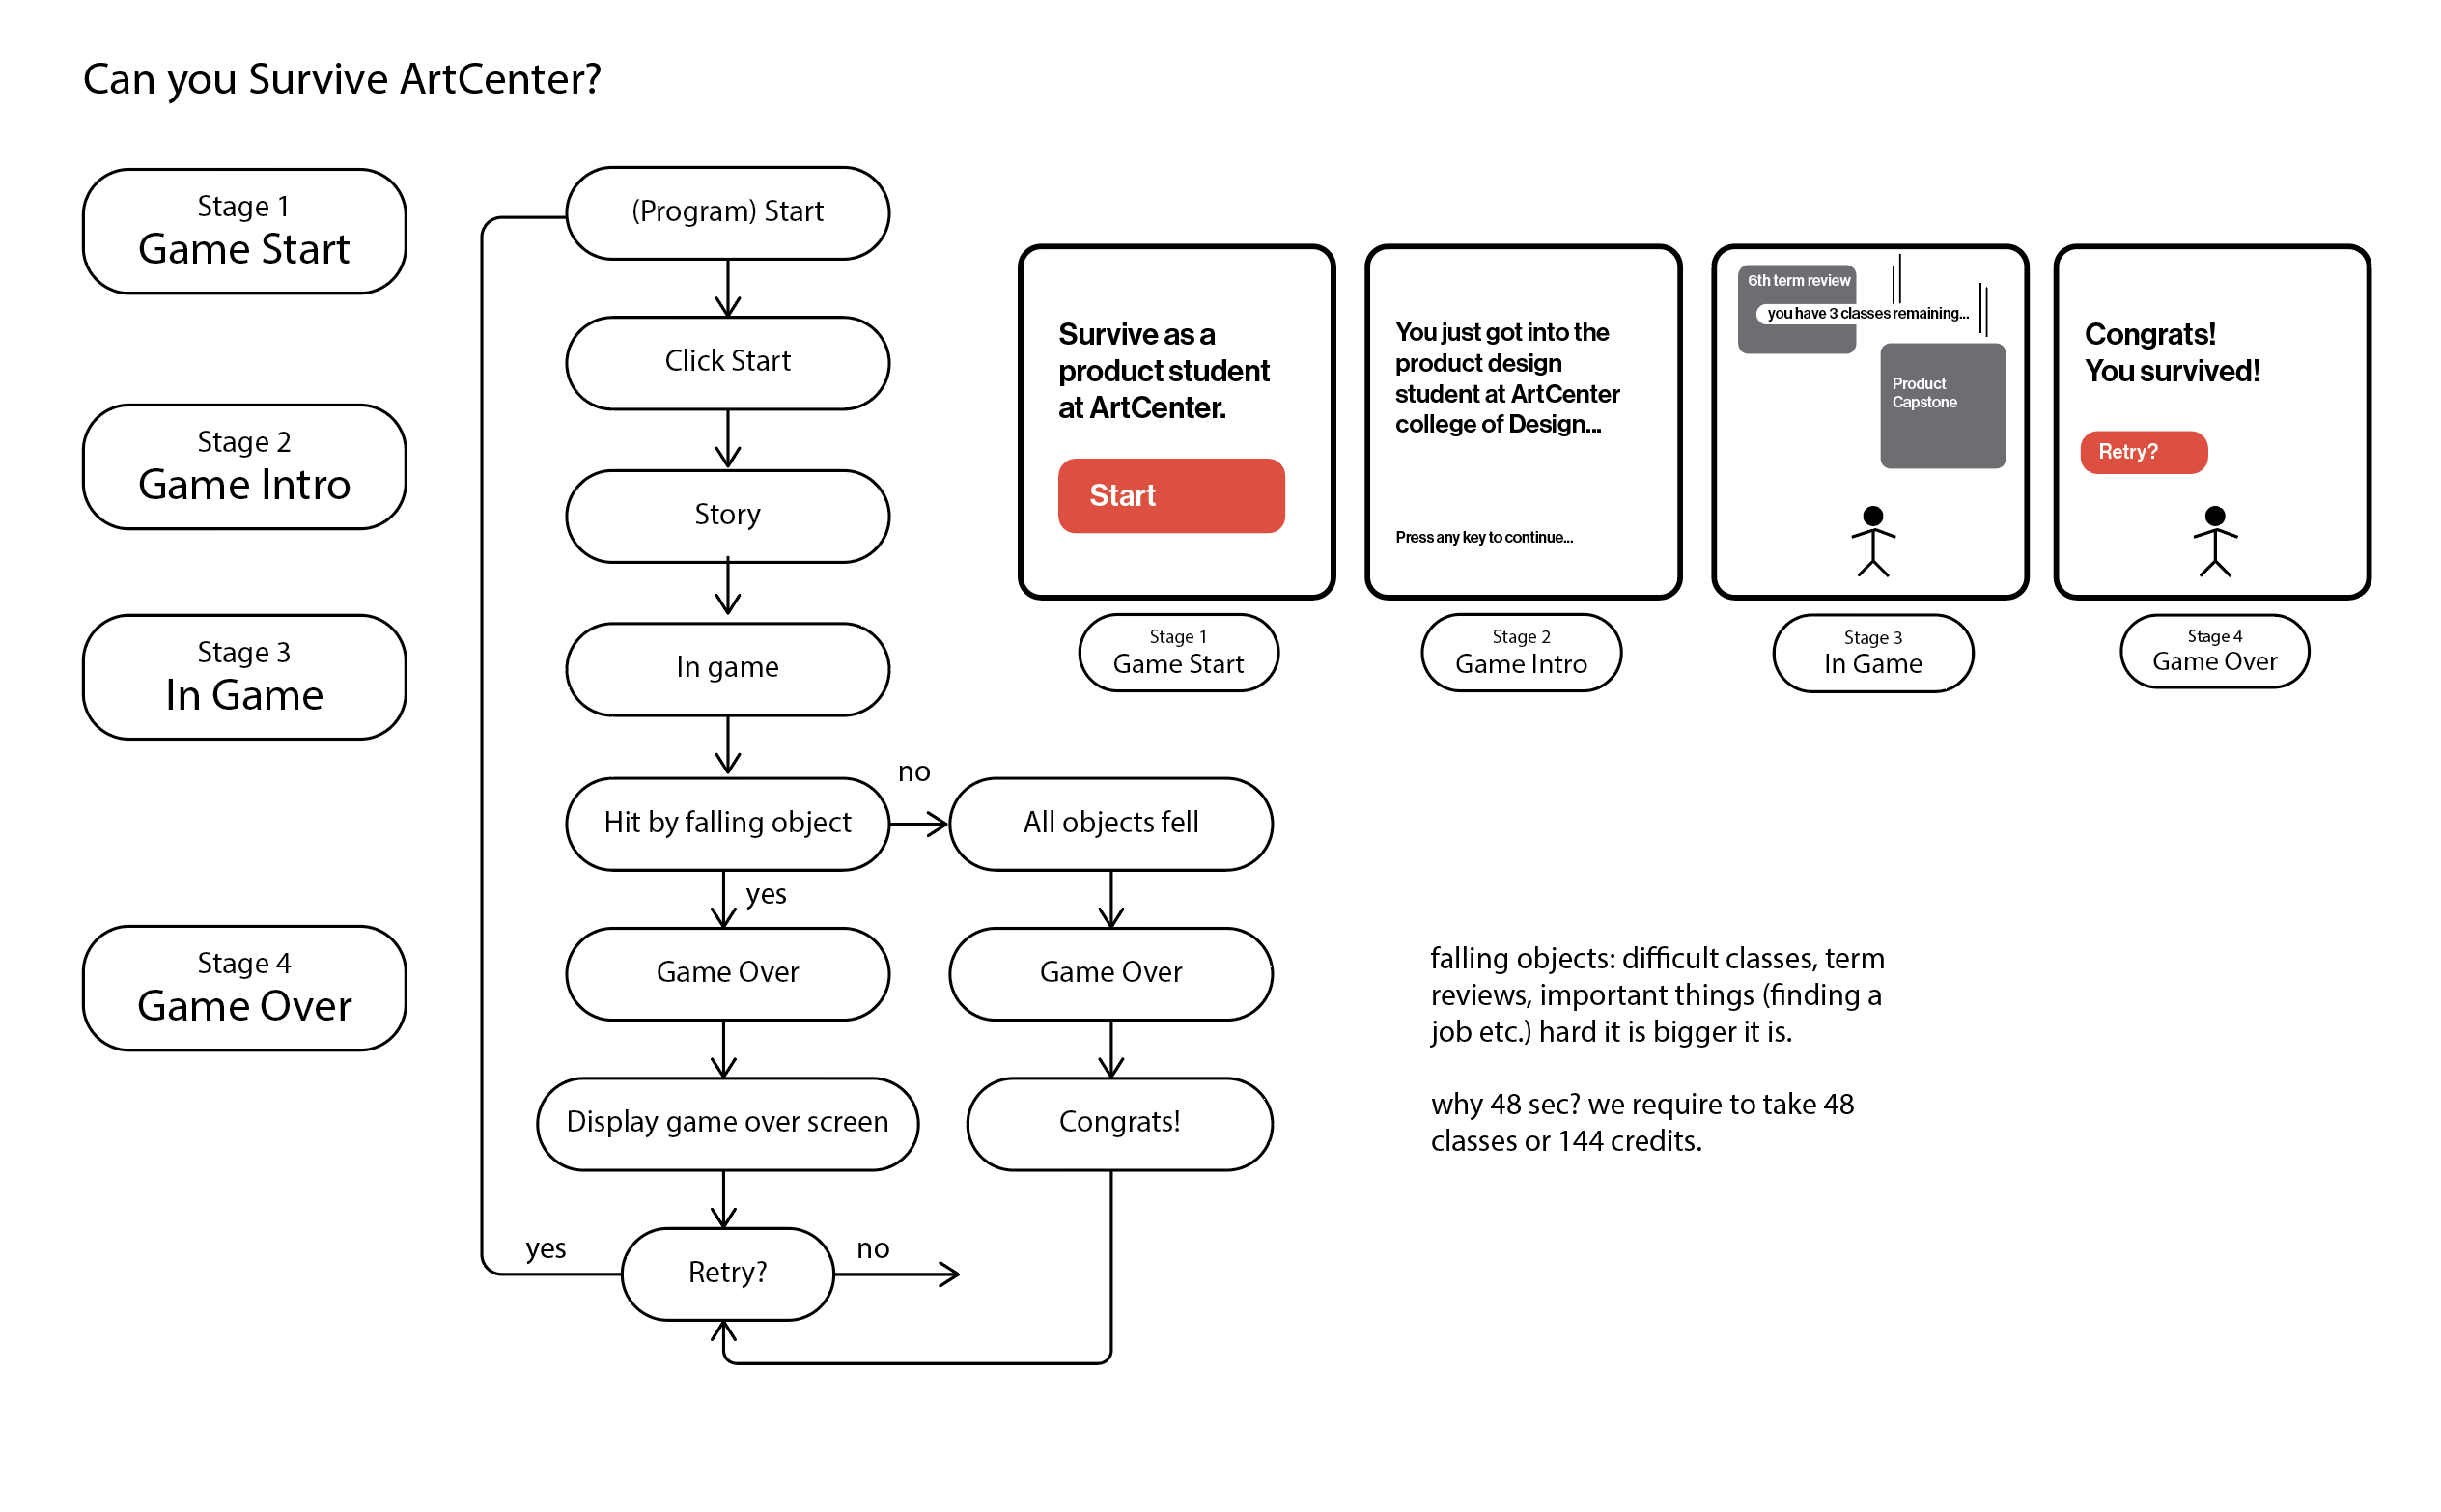 Can you Survive ArtCenter?
Stage 1
Game Start
Stage 2
Game Intro
Stage 3
In Game
Stage 4
Game Over
(Program) Start
Click Start
Story
In game
Hit by falling object
no
All objects fell
yes
Game Over
Game Over
Display game over screen
Congrats!
yes
Retry?
no
Survive as a
product student
at ArtCenter.
Start
Stage 1
Game Start
You just got into the
product design
student at ArtCenter
college of Design...
Press any key to continue...
Stage 2
Game Intro
6th term review
you have 3 classes remaining...
Product
Capstone
Stage 3
In Game
Congrats!
You survived!
Retry?
Stage 4
Game Over
falling objects: difficult classes, term
reviews, important things (finding a
job etc.) hard it is bigger it is.
why 48 sec? we require to take 48
classes or 144 credits.